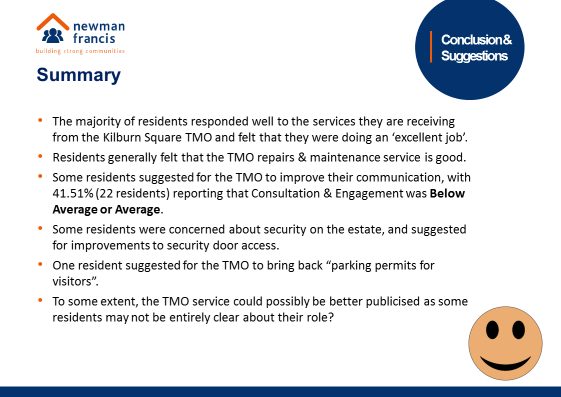 newman
francis
building strong communities
Conclusion&
Suggestions
Summary
• The majority of residents responded well to the services they are receiving
from the Kilburn Square TMO and felt that they were doing an ‘excellent job’.
• Residents generally felt that the TMO repairs & maintenance service is good.
• Some residents suggested for the TMO to improve their communication, with
41.51% (22 residents) reporting that Consultation & Engagement was Below
Average or Average.
• Some residents were concerned about security on the estate, and suggested
for improvements to security door access.
• One resident suggested for the TMO to bring back “parking permits for
visitors”.
• To some extent, the TMO service could possibly be better publicised as some
residents may not be entirely clear about their role?